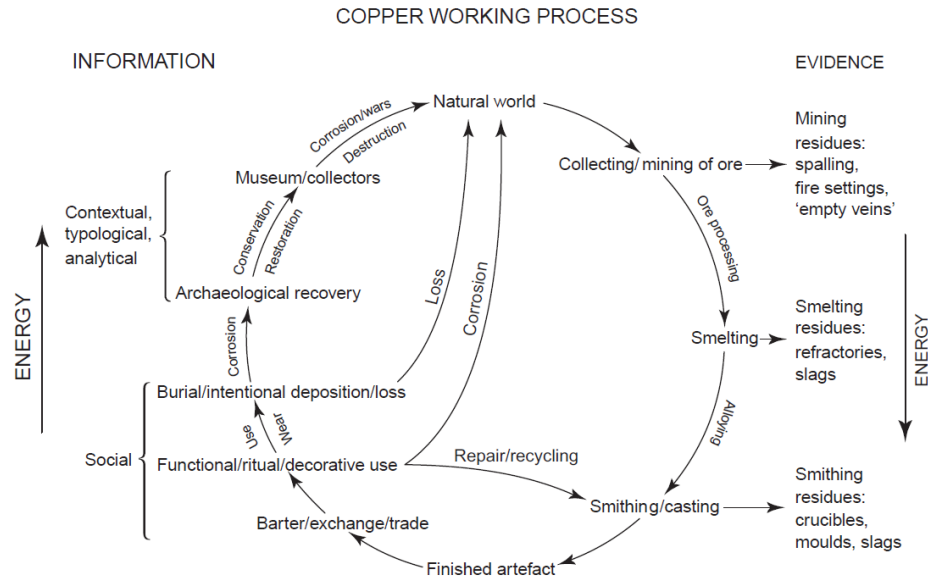 COPPER WORKING PROCESS
INFORMATION
EVIDENCE
Natural world
Corrosion/wars
Destruction
Collecting/ mining of ore
Mining
residues:
spalling,
fire settings,
‘empty veins’
Museum/collectors
Contextual,
typological,
analytical
Conservation
Restoration
Ore processing
Archaeological recovery
Loss
Corrosion
ENERGY
Corrosion
Smelting
Smelting
residues:
refractories,
slags
ENERGY
Burial/intentional deposition/loss
Use
Wear
Alloying
Social
Functional/ritual/decorative use
Repair/recycling
Smithing/casting
Smithing
residues:
crucibles,
moulds, slags
Barter/exchange/trade
Finished artefact